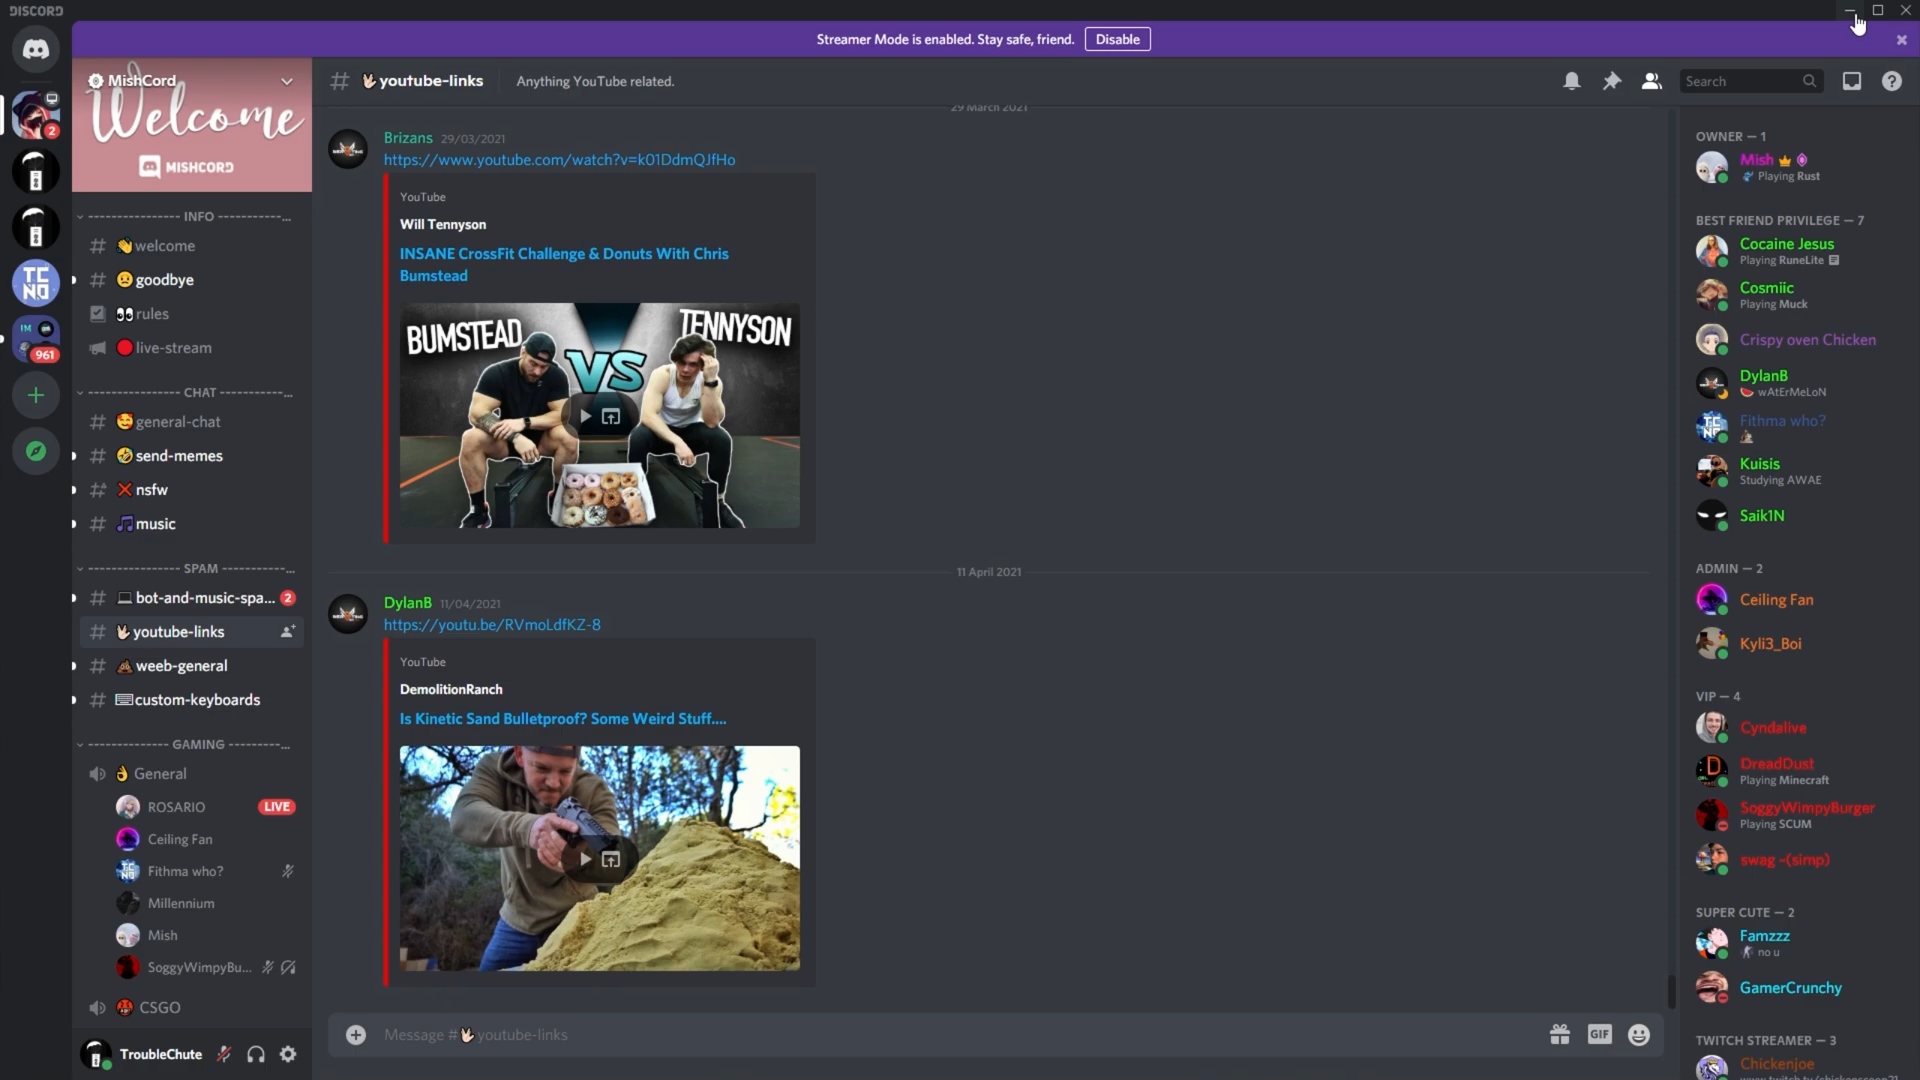 DISCORD
Streamer Mode is enabled. Stay safe, friend.
Disable
MishCord
Welcome
MISHCORD
INFO
welcome
goodbye
rules
live-stream
CHAT
general-chat
send-memes
nsfw
music
SPAM
bot-and-music-spa... 2
youtube-links
weeb-general
custom-keyboards
GAMING
General
ROSARIO LIVE
Ceiling Fan
Fithma who?
Millennium
Mish
SoggyWimpyBu...
CSGO
TroubleChute
2
TC
NO
IM
961
# youtube-links
Anything YouTube related.
Search
29 March 2021
Brizans 29/03/2021
https://www.youtube.com/watch?v=k01DdmQJfHo
YouTube
Will Tennyson
INSANE CrossFit Challenge & Donuts With Chris
Bumstead
BUMSTEAD VS TENNYSON
11 April 2021
DylanB 11/04/2021
https://youtu.be/RVmoLdfKZ-8
YouTube
DemolitionRanch
Is Kinetic Sand Bulletproof? Some Weird Stuff....
Message # youtube-links
GIF
OWNER — 1
Mish
Playing Rust
BEST FRIEND PRIVILEGE — 7
Cocaine Jesus
Playing RuneLite
Cosmiic
Playing Muck
Crispy oven Chicken
DylanB
wAtErMeLoN
Fithma who?
Kuisis
Studying AWAE
Saik1N
ADMIN — 2
Ceiling Fan
Kyli3_Boi
VIP — 4
Cyndalive
DreadDust
Playing Minecraft
SoggyWimpyBurger
Playing SCUM
swag -(simp)
SUPER CUTE — 2
Famzzz
no u
GamerCrunchy
TWITCH STREAMER — 3
Chickenjoe